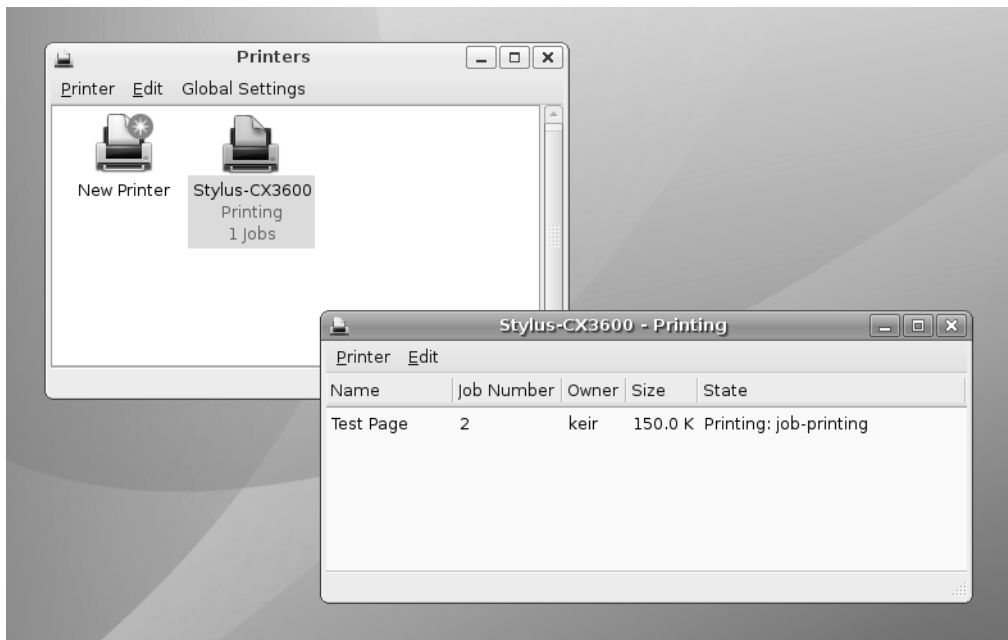 Printers
Printer Edit Global Settings
New Printer
Stylus-CX3600
Printing
1 Jobs
Stylus-CX3600 - Printing
Printer Edit
Name Job Number Owner Size State
Test Page 2 keir 150.0 K Printing: job-printing